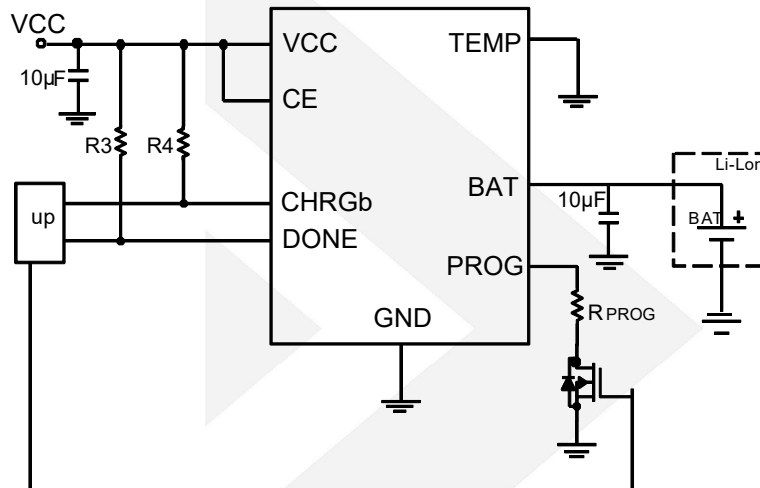 VCC
10µF
R3
R4
VCC
CE
CHRGb
DONE
TEMP
BAT
PROG
GND
up
10µF
Li-Lon
BAT +
RPROG